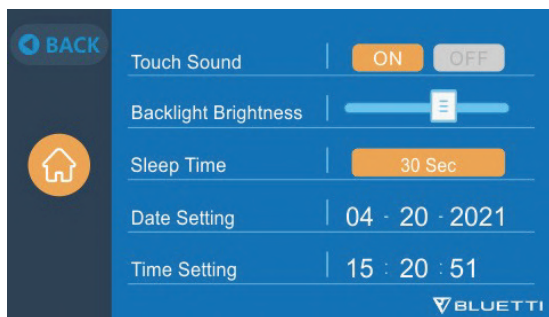 BACK
Touch Sound ON OFF
Backlight Brightness
Sleep Time 30 Sec
Date Setting 04 - 20 - 2021
Time Setting 15 : 20 : 51
BLUETTI